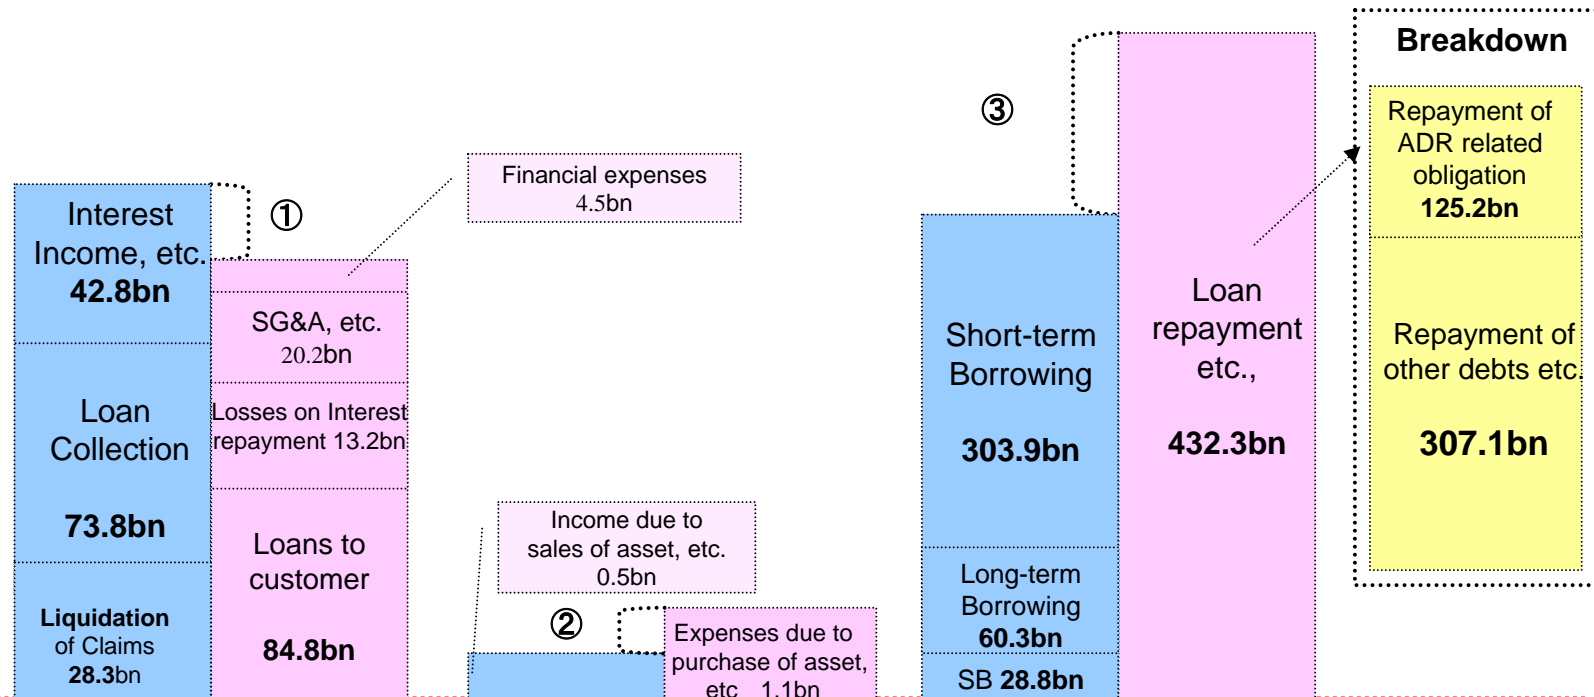 Interest
Income, etc.
42.8bn
Loan
Collection
73.8bn
Liquidation
of Claims
28.3bn
①
Financial expenses
4.5bn
SG&A, etc.
20.2bn
Losses on Interest
repayment 13.2bn
Loans to
customer
84.8bn
Income due to
sales of asset, etc.
0.5bn
②
Expenses due to
purchase of asset,
etc 1.1bn
③
Short-term
Borrowing
303.9bn
Long-term
Borrowing
60.3bn
SB 28.8bn
Loan
repayment
etc.,
432.3bn
Breakdown
Repayment of
ADR related
obligation
125.2bn
Repayment of
other debts etc.
307.1bn